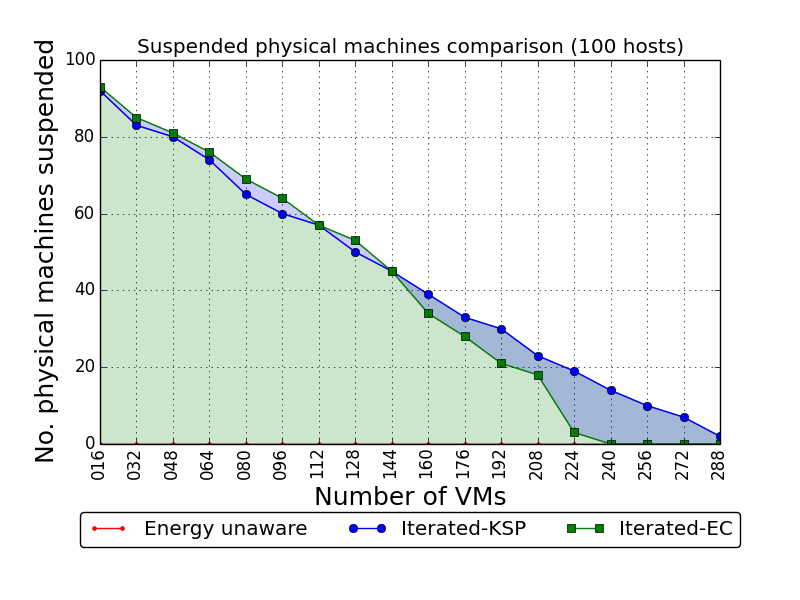 Suspended physical machines comparison (100 hosts)
No. physical machines suspended
100
80
60
40
20
0
016 032 048 064 080 096 112 128 144 160 176 192 208 224 240 256 272 288
Number of VMs
Energy unaware Iterated-KSP Iterated-EC